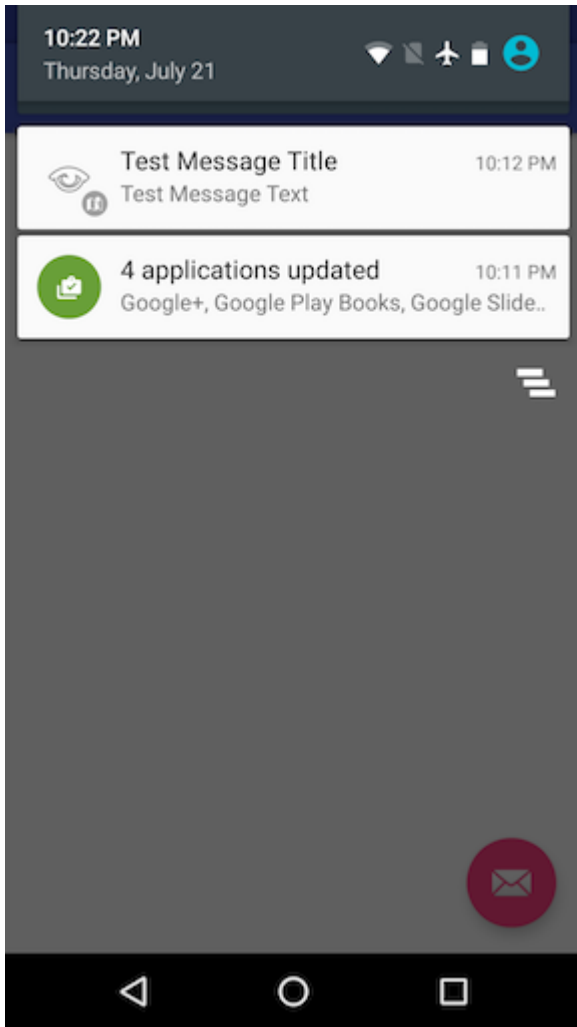 10:22 PM
Thursday, July 21
Test Message Title 10:12 PM
Test Message Text
4 applications updated 10:11 PM
Google+, Google Play Books, Google Slide..